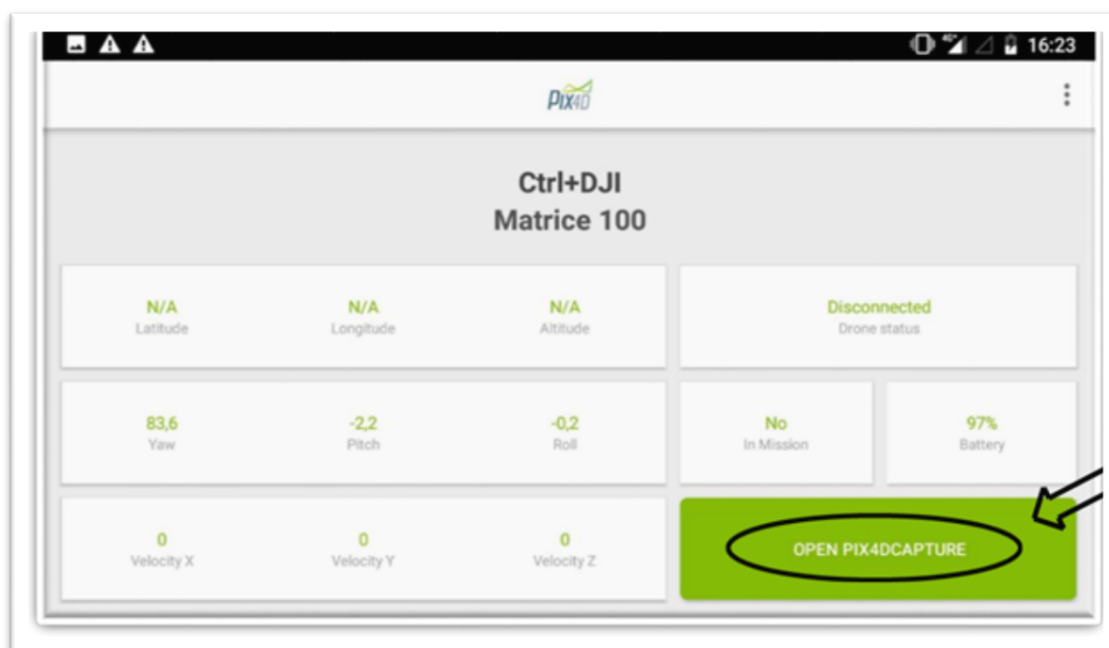 4G+ 16:23
PIX4D
Ctrl+DJI
Matrice 100
N/A N/A N/A Disconnected
Latitude Longitude Altitude Drone status
83,6 -2,2 -0,2 No 97%
Yaw Pitch Roll In Mission Battery
0 0 0
Velocity X Velocity Y Velocity Z
OPEN PIX4DCAPTURE